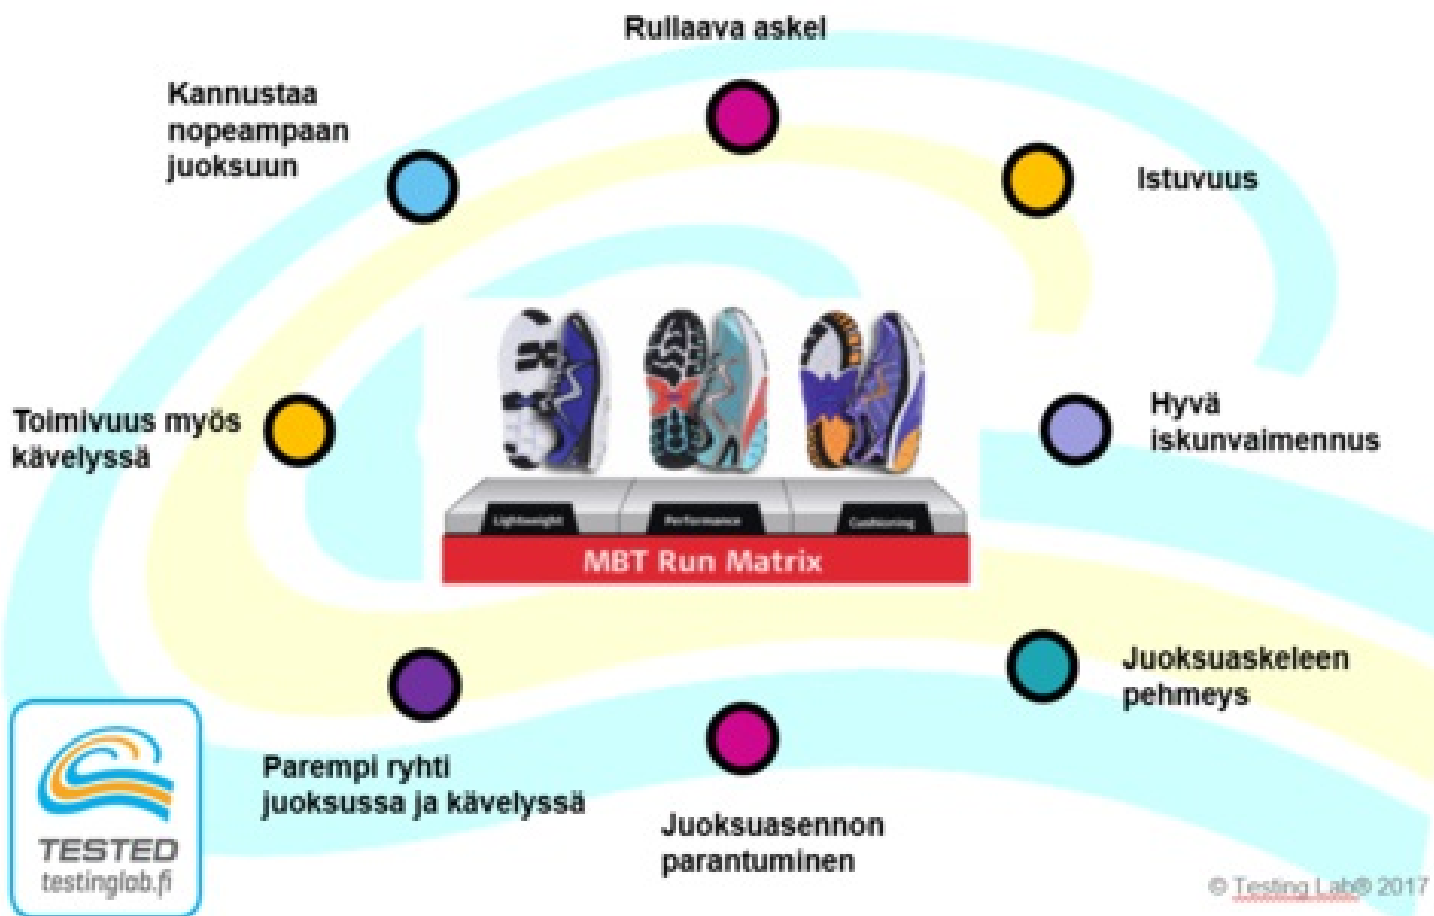 Rullaava askel
Kannustaa
nopeampaan
juoksuun
Istuvuus
Toimivuus myös
kävelyssä
Hyvä
iskunvaimennus
Lightweight
Performance
Cushioning
MBT Run Matrix
Juoksuaskeleen
pehmeys
Parempi ryhti
juoksussa ja kävelyssä
Juoksuasennon
parantuminen
TESTED
testinglab.fi
© Testing Lab® 2017